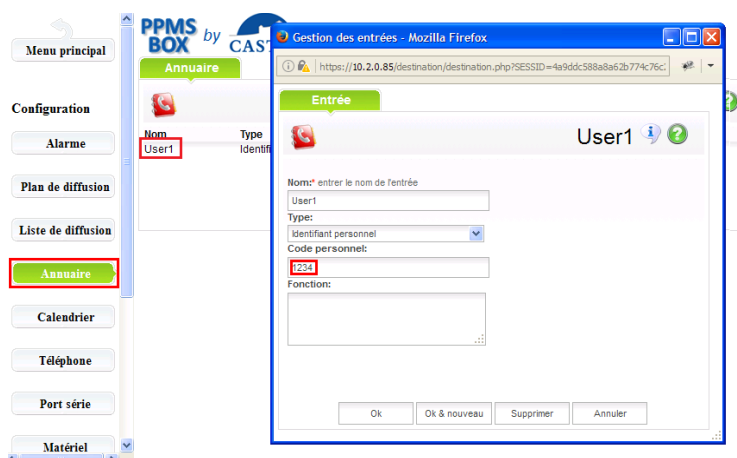 Menu principal
Configuration
Alarme
Plan de diffusion
Liste de diffusion
Annuaire
Calendrier
Téléphone
Port série
Matériel
PPMS
BOX by CAS
Annuaire
Nom Type
User1 Identifi
Gestion des entrées - Mozilla Firefox
https://10.2.0.85/destination/destination.php?SESSID=4a9ddc588a8a62b774c76c
Entrée
User1
Nom:* entrer le nom de l'entrée
User1
Type:
Identifiant personnel
Code personnel:
1234
Fonction:
Ok Ok & nouveau Supprimer Annuler